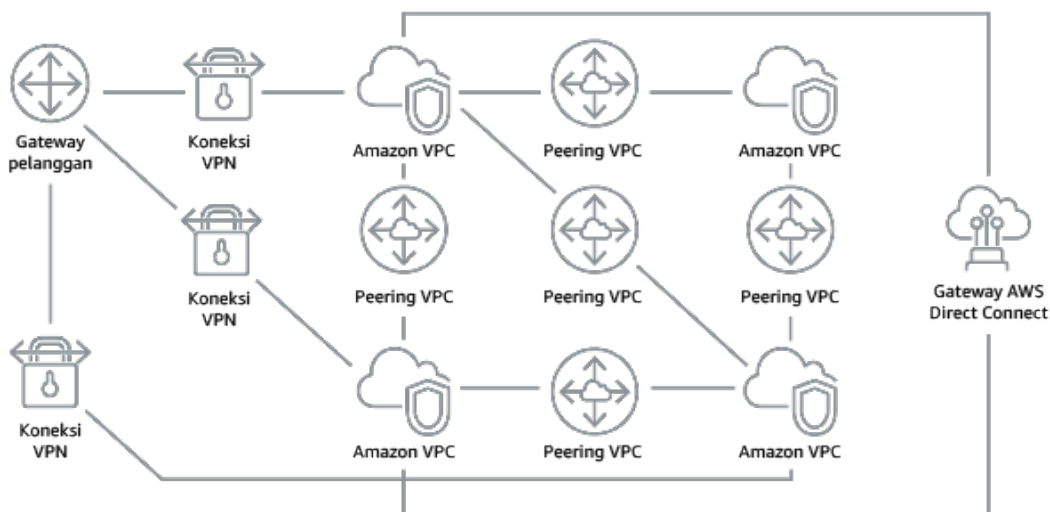 Gateway
pelanggan
Koneksi
VPN
Amazon VPC
Peering VPC
Amazon VPC
Koneksi
VPN
Peering VPC
Peering VPC
Peering VPC
Gateway AWS
Direct Connect
Koneksi
VPN
Amazon VPC
Peering VPC
Amazon VPC